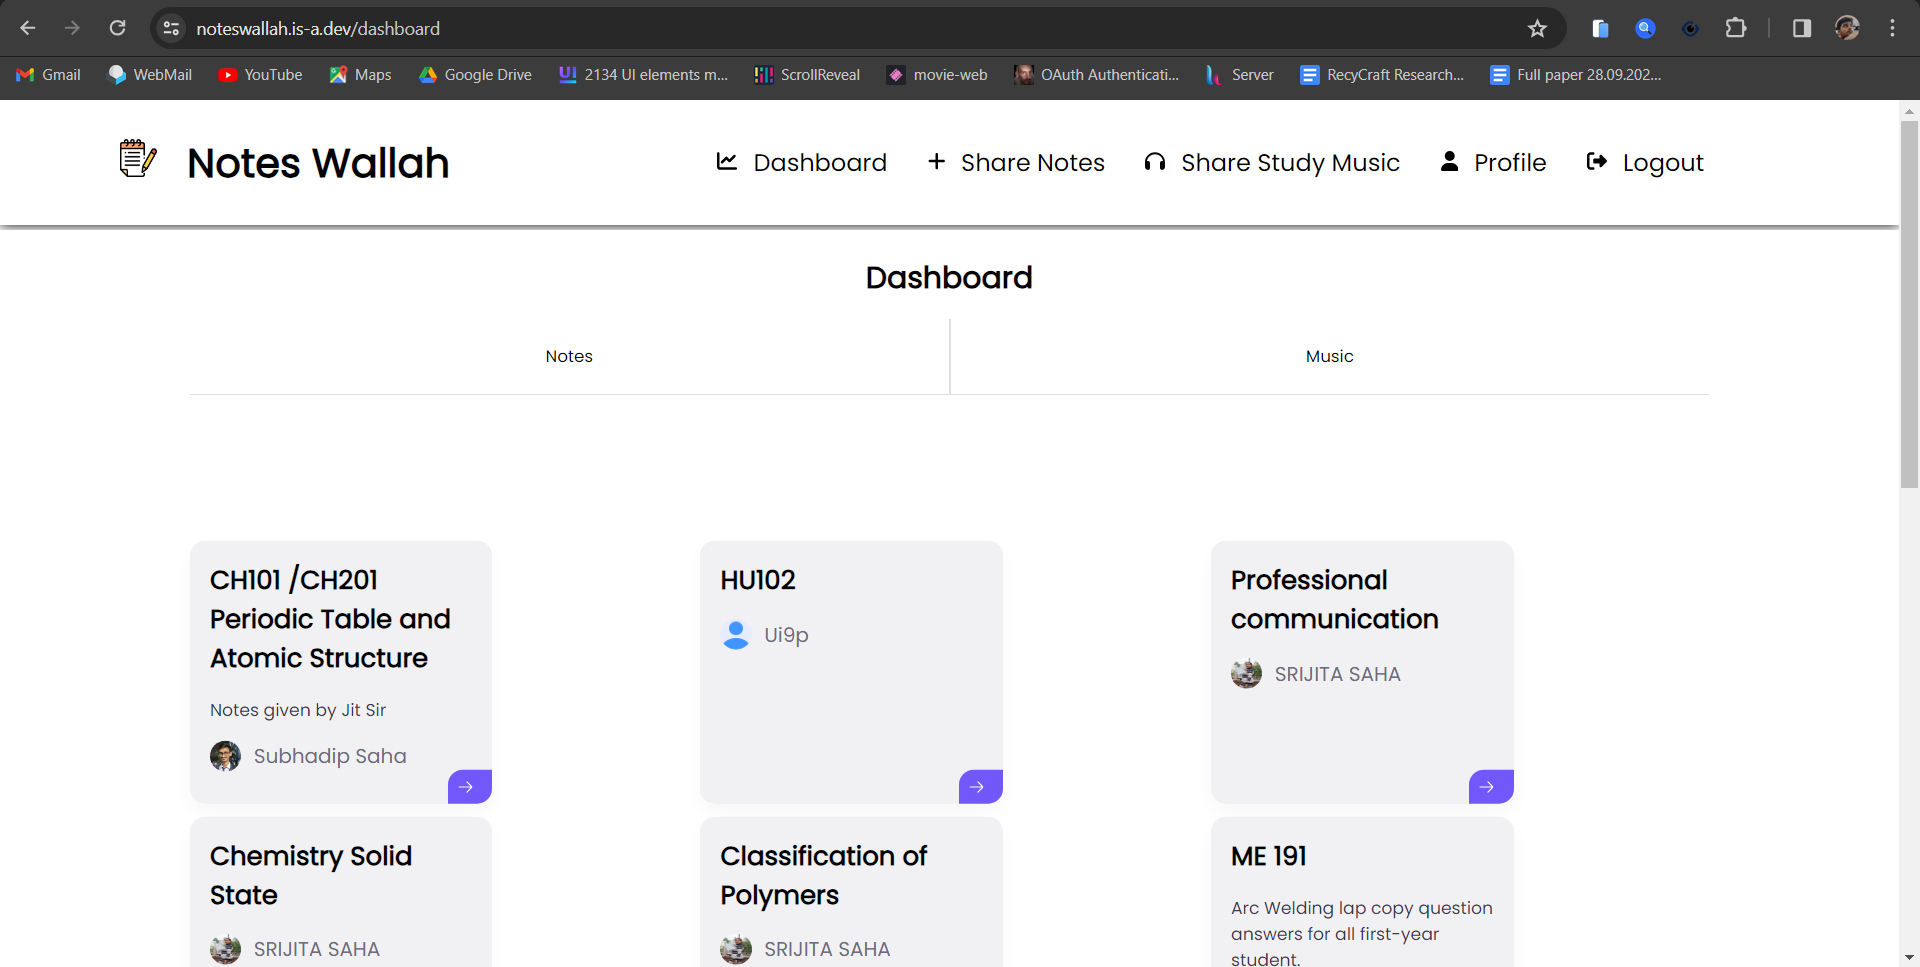 noteswallah.is-a.dev/dashboard
Gmail
WebMail
YouTube
Maps
Google Drive
2134 UI elements m...
ScrollReveal
movie-web
OAuth Authenticati...
Server
RecyCraft Research...
Full paper 28.09.202...
Notes Wallah
Dashboard
Share Notes
Share Study Music
Profile
Logout
Dashboard
Notes
Music
CH101 /CH201
Periodic Table and
Atomic Structure
Notes given by Jit Sir
Subhadip Saha
HU102
Ui9p
Professional
communication
SRIJITA SAHA
Chemistry Solid
State
SRIJITA SAHA
Classification of
Polymers
SRIJITA SAHA
ME 191
Arc Welding lap copy question
answers for all first-year
student.